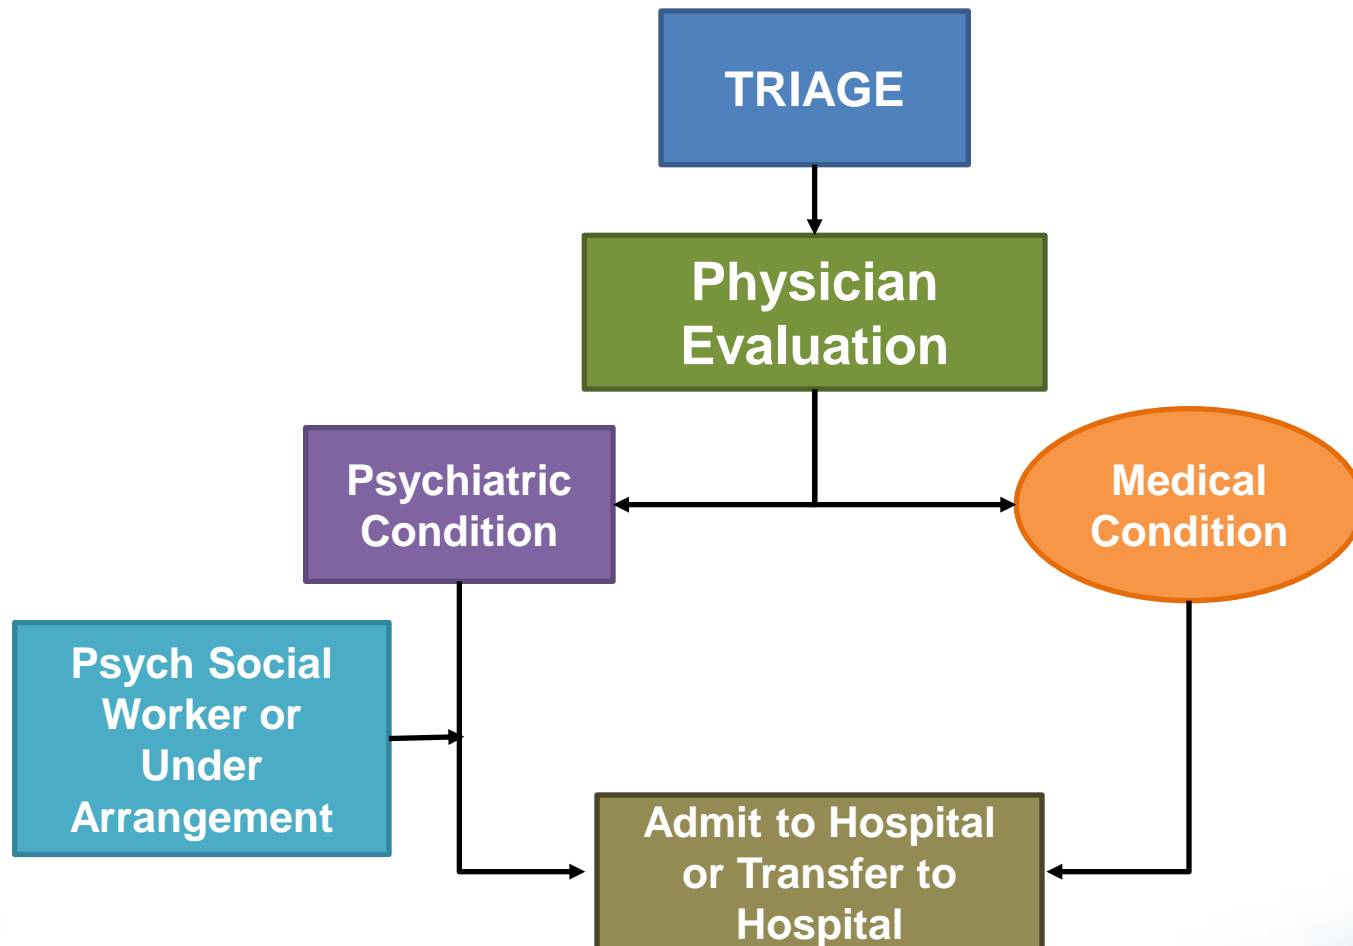 TRIAGE
Physician
Evaluation
Psychiatric
Condition
Medical
Condition
Psych Social
Worker or
Under
Arrangement
Admit to Hospital
or Transfer to
Hospital